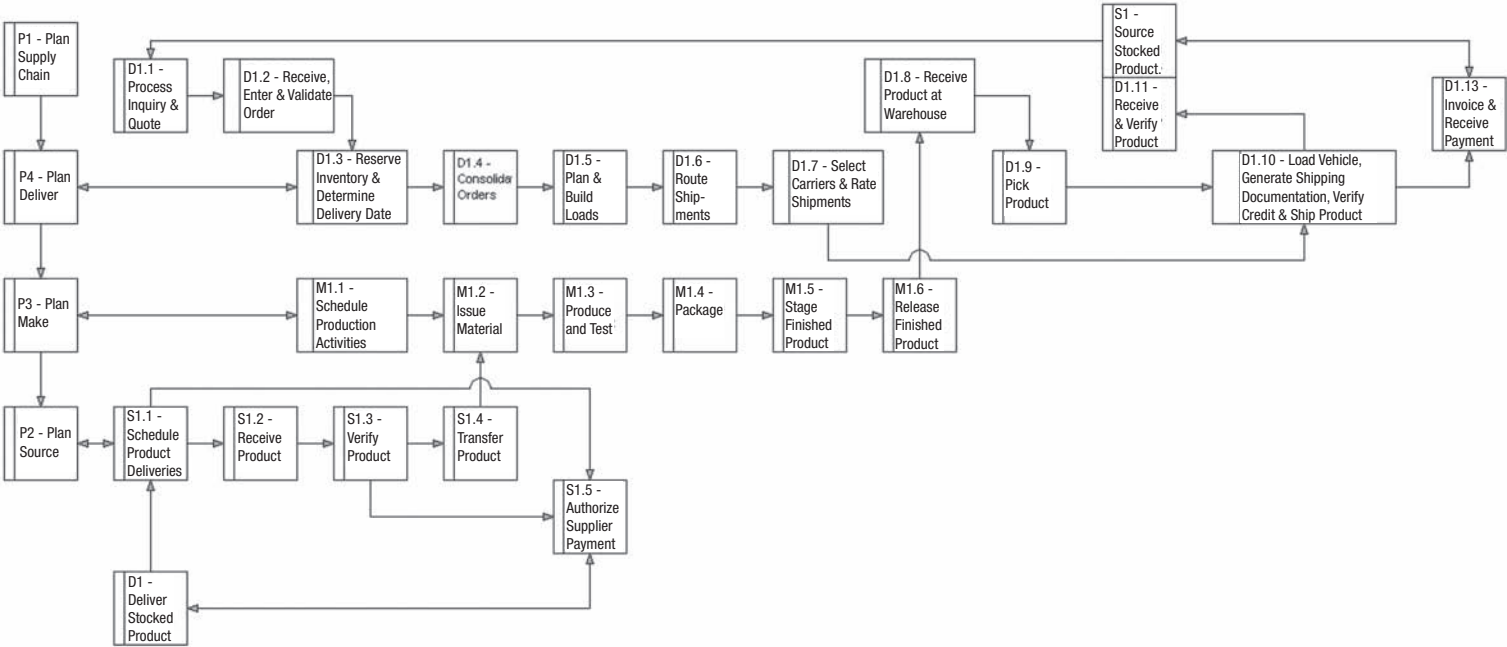 P1 - Plan
Supply
Chain
D1.1 -
Process
Inquiry &
Quote
D1.2 - Receive,
Enter & Validate
Order
D1.8 - Receive
Product at
Warehouse
S1 -
Source
Stocked
Product.
D1.11 -
Receive
& Verify
Product
D1.13 -
Invoice &
Receive
Payment
P4 - Plan
Deliver
D1.3 - Reserve
Inventory &
Determine
Delivery Date
D1.4 -
Consolida
Orders
D1.5 -
Plan &
Build
Loads
D1.6 -
Route
Ship-
ments
D1.7 - Select
Carriers & Rate
Shipments
D1.9 -
Pick
Product
D1.10 - Load Vehicle,
Generate Shipping
Documentation, Verify
Credit & Ship Product
P3 - Plan
Make
M1.1 -
Schedule
Production
Activities
M1.2 -
Issue
Material
M1.3 -
Produce
and Test
M1.4 -
Package
M1.5 -
Stage
Finished
Product
M1.6 -
Release
Finished
Product
P2 - Plan
Source
S1.1 -
Schedule
Product
Deliveries
S1.2 -
Receive
Product
S1.3 -
Verify
Product
S1.4 -
Transfer
Product
S1.5 -
Authorize
Supplier
Payment
D1 -
Deliver
Stocked
Product